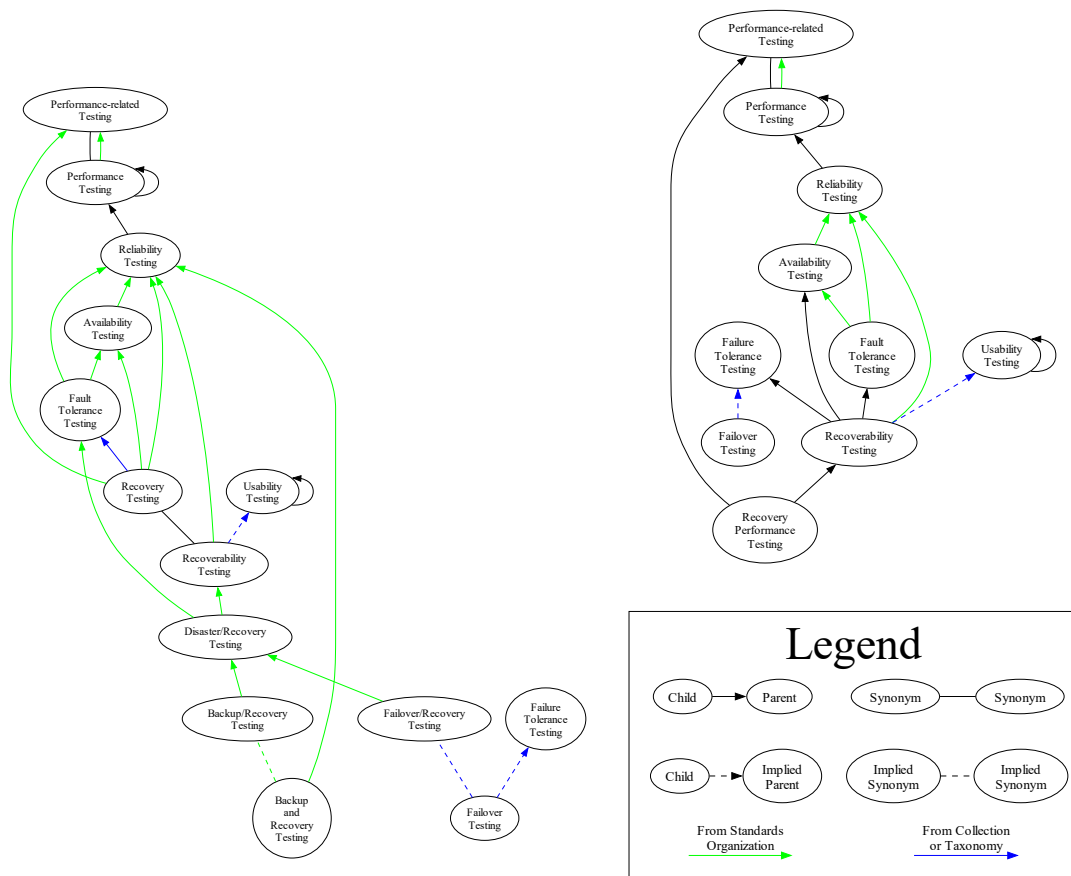 Performance-related
Testing
Performance
Testing
Reliability
Testing
Availability
Testing
Fault
Tolerance
Testing
Recovery
Testing
Usability
Testing
Recoverability
Testing
Disaster/Recovery
Testing
Backup/Recovery
Testing
Failover/Recovery
Testing
Failure
Tolerance
Testing
Backup
and
Recovery
Testing
Failover
Testing
Performance-related
Testing
Performance
Testing
Reliability
Testing
Availability
Testing
Failure
Tolerance
Testing
Fault
Tolerance
Testing
Usability
Testing
Failover
Testing
Recoverability
Testing
Recovery
Performance
Testing
Legend
Child
Parent
Synonym
Synonym
Child
Implied
Parent
Implied
Synonym
Implied
Synonym
From Standards
Organization
From Collection
or Taxonomy